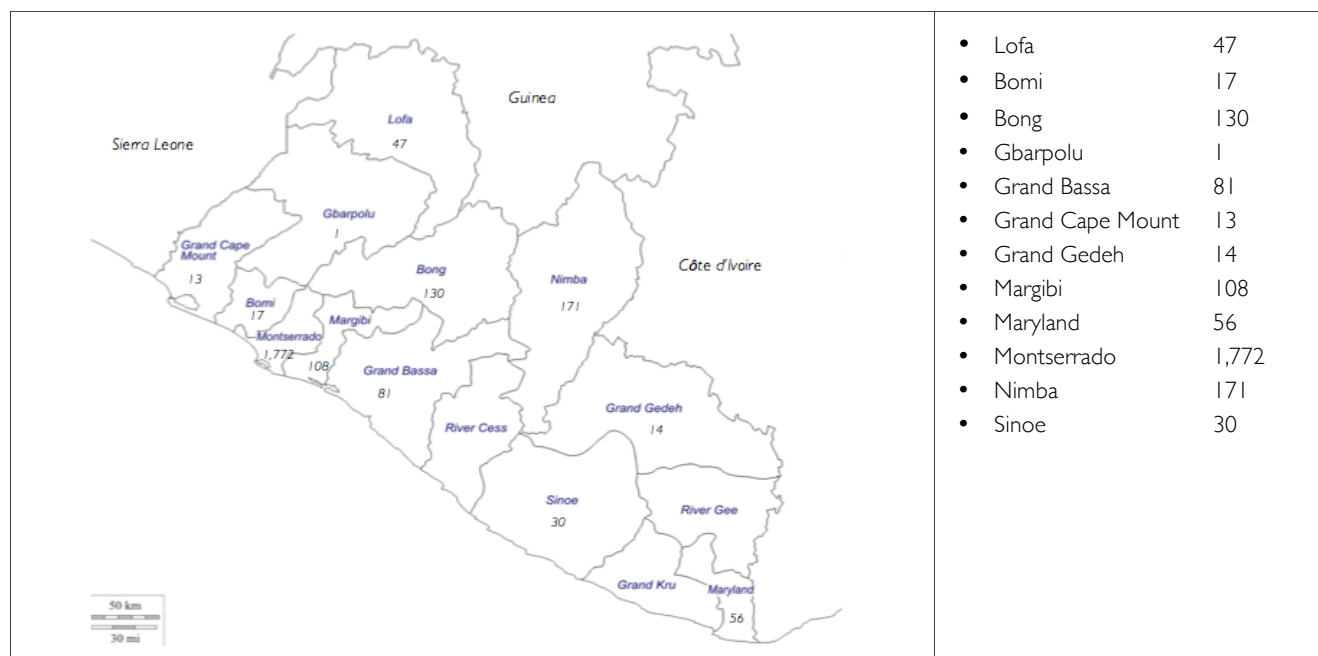 Guinea
Lofa
47
Sierra Leone
Gbarpolu
1
Grand Cape
Mount
13
Côte d'Ivoire
Bong
130
Nimba
171
Bomi
17
Margibi
Montserrado
1,772
108
Grand Bassa
81
River Cess
Grand Gedeh
14
Sinoe
30
River Gee
Grand Kru
Maryland
56
50 km
30 mi
• Lofa 47
• Bomi 17
• Bong 130
• Gbarpolu 1
• Grand Bassa 81
• Grand Cape Mount 13
• Grand Gedeh 14
• Margibi 108
• Maryland 56
• Montserrado 1,772
• Nimba 171
• Sinoe 30